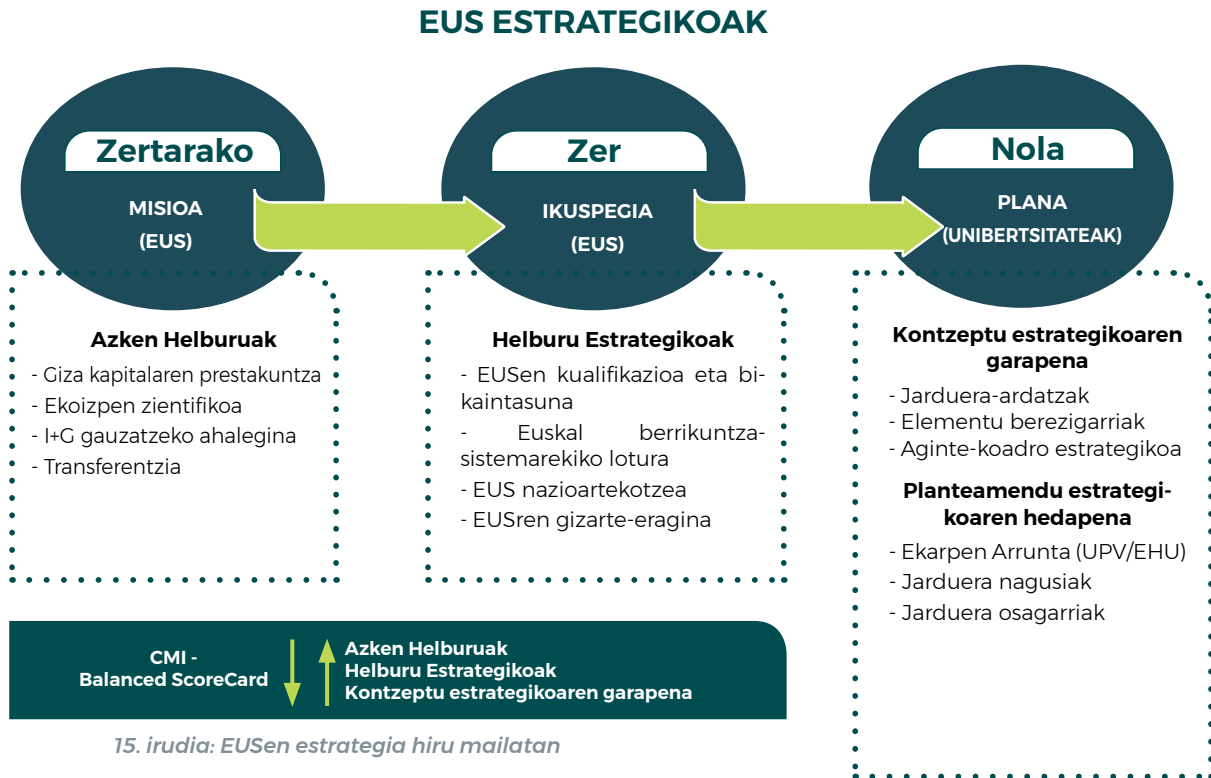 EUS ESTRATEGIKOAK
Zertarako
MISIOA
(EUS)
Azken Helburuak
- Giza kapitalaren prestakuntza
- Ekoizpen zientifikoa
- I+G gauzatzeko ahalegina
- Transferentzia
Zer
IKUSPEGIA
(EUS)
Helburu Estrategikoak
- EUSen kualifikazioa eta bi-
kaintasuna
- Euskal berrikuntza-
sistemarekiko lotura
- EUS nazioartekotzea
- EUSren gizarte-eragina
Nola
PLANA
(UNIBERTSITATEAK)
Kontzeptu estrategikoaren
garapena
- Jarduera-ardatzak
- Elementu berezigarriak
- Aginte-koadro estrategikoa
Planteamendu estrategi-
koaren hedapena
- Ekarpen Arrunta (UPV/EHU)
- Jarduera nagusiak
- Jarduera osagarriak
CMI -
Balanced ScoreCard
Azken Helburuak
Helburu Estrategikoak
Kontzeptu estrategikoaren garapena
15. irudia: EUSen estrategia hiru mailatan